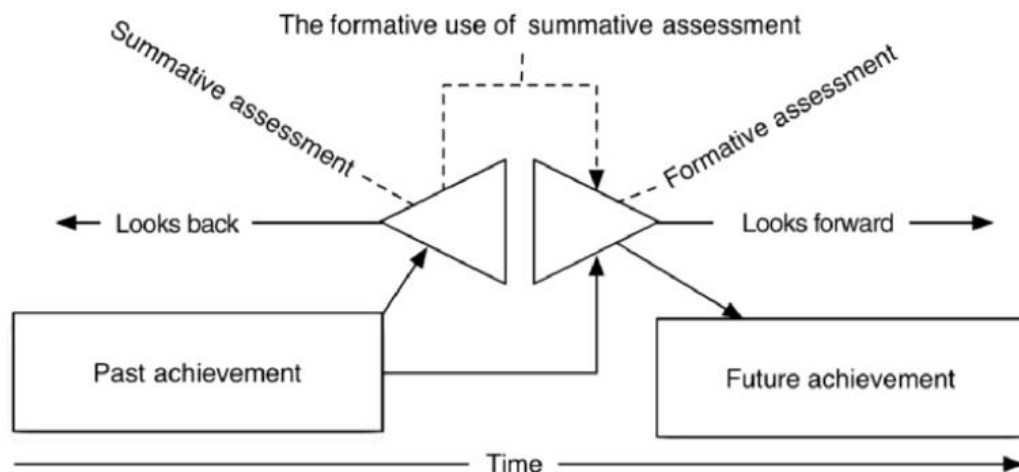 The formative use of summative assessment
Summative assessment
Formative assessment
Looks back
Looks forward
Past achievement
Future achievement
Time